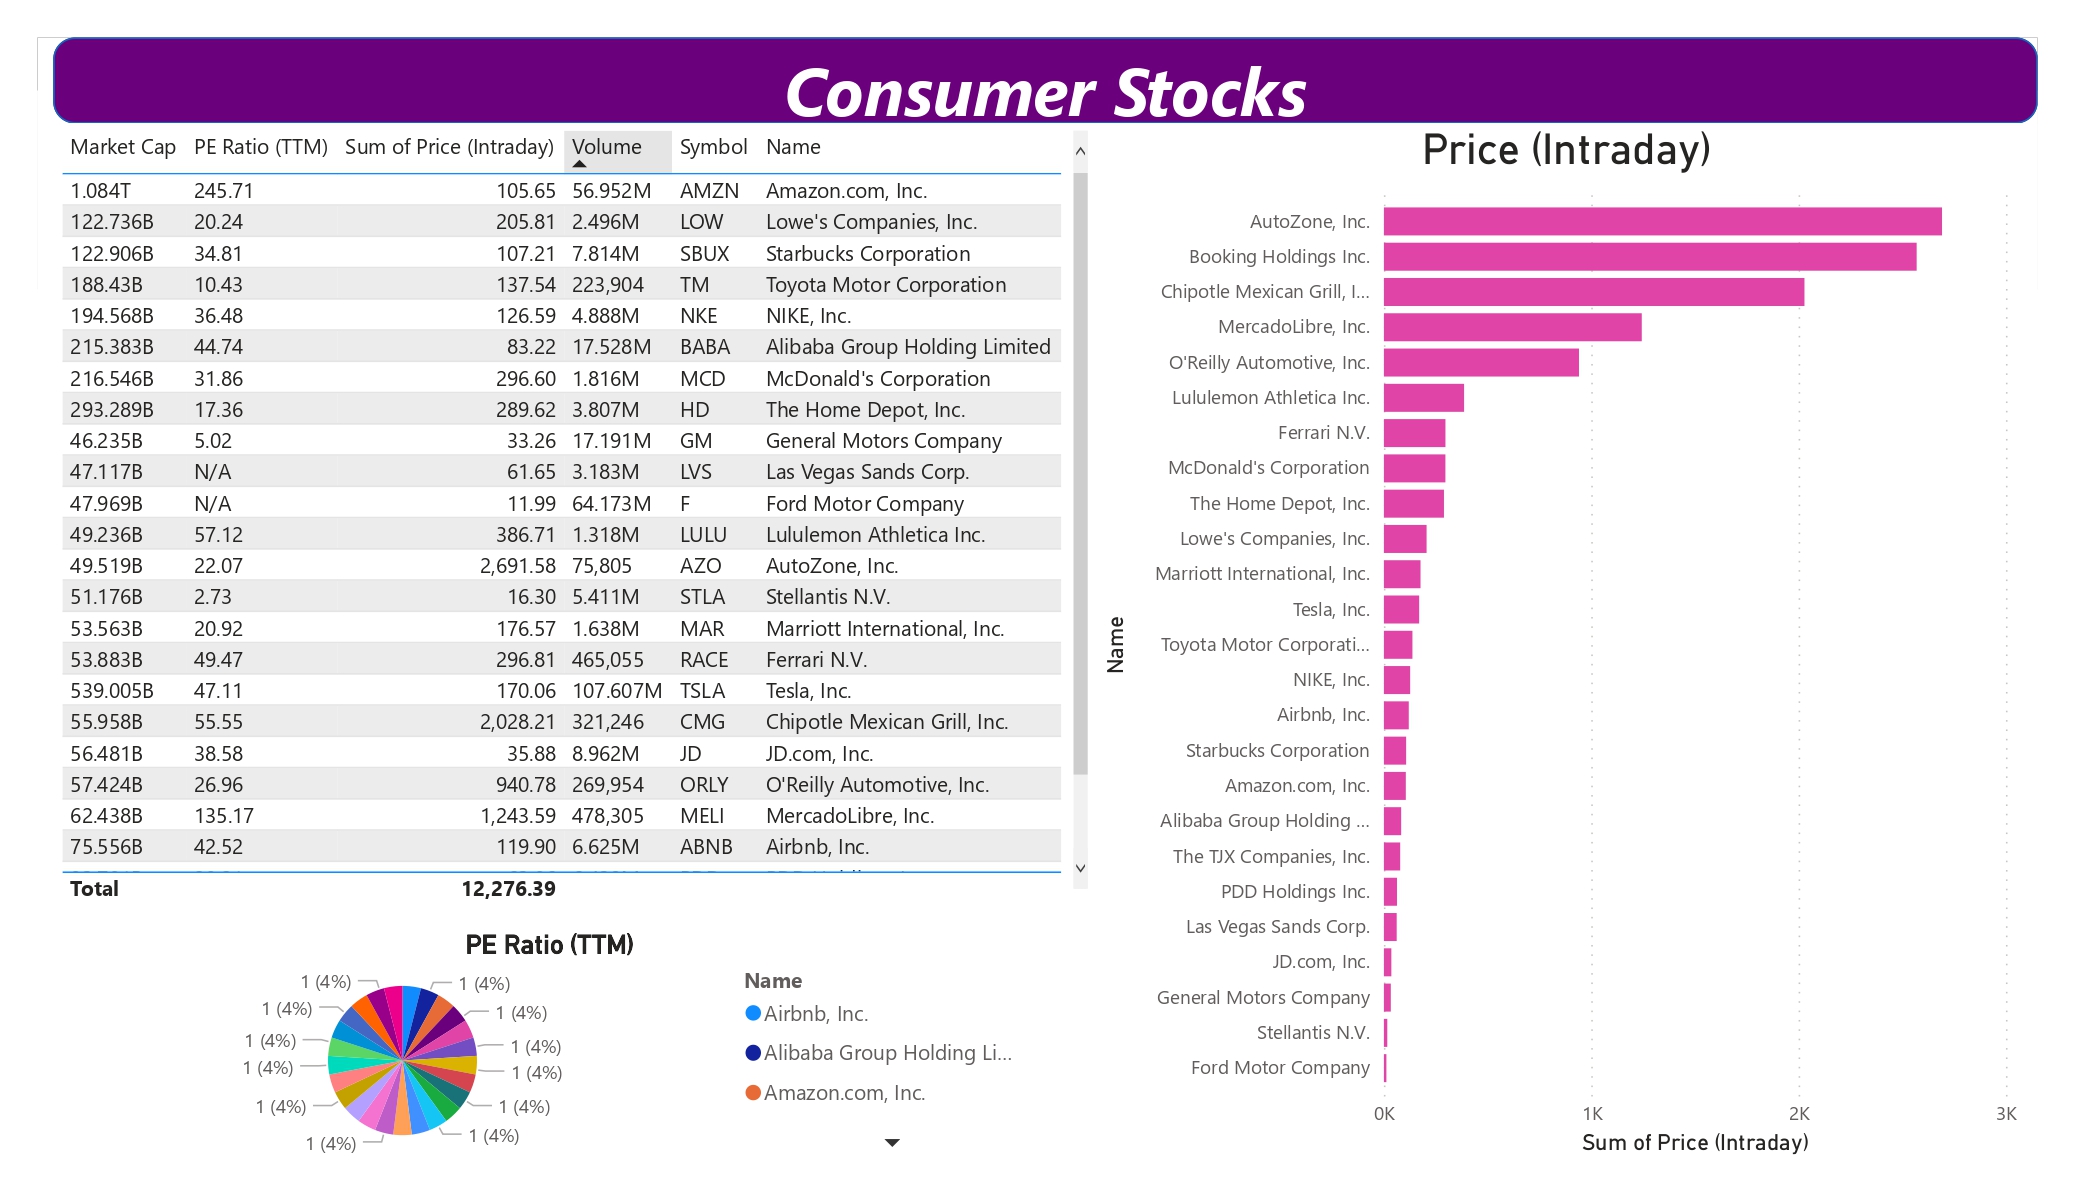 Consumer Stocks
Market Cap PE Ratio (TTM) Sum of Price (Intraday) Volume Symbol Name
1.084T 245.71 105.65 56.952M AMZN Amazon.com, Inc.
122.736B 20.24 205.81 2.496M LOW Lowe's Companies, Inc.
122.906B 34.81 107.21 7.814M SBUX Starbucks Corporation
188.43B 10.43 137.54 223,904 TM Toyota Motor Corporation
194.568B 36.48 126.59 4.888M NKE NIKE, Inc.
215.383B 44.74 83.22 17.528M BABA Alibaba Group Holding Limited
216.546B 31.86 296.60 1.816M MCD McDonald's Corporation
293.289B 17.36 289.62 3.807M HD The Home Depot, Inc.
46.235B 5.02 33.26 17.191M GM General Motors Company
47.117B N/A 61.65 3.183M LVS Las Vegas Sands Corp.
47.969B N/A 11.99 64.173M F Ford Motor Company
49.236B 57.12 386.71 1.318M LULU Lululemon Athletica Inc.
49.519B 22.07 2,691.58 75,805 AZO AutoZone, Inc.
51.176B 2.73 16.30 5.411M STLA Stellantis N.V.
53.563B 20.92 176.57 1.638M MAR Marriott International, Inc.
53.883B 49.47 296.81 465,055 RACE Ferrari N.V.
539.005B 47.11 170.06 107.607M TSLA Tesla, Inc.
55.958B 55.55 2,028.21 321,246 CMG Chipotle Mexican Grill, Inc.
56.481B 38.58 35.88 8.962M JD JD.com, Inc.
57.424B 26.96 940.78 269,954 ORLY O'Reilly Automotive, Inc.
62.438B 135.17 1,243.59 478,305 MELI MercadoLibre, Inc.
75.556B 42.52 119.90 6.625M ABNB Airbnb, Inc.
Total 12,276.39
PE Ratio (TTM)
1 (4%)
1 (4%)
1 (4%)
1 (4%)
1 (4%)
1 (4%)
1 (4%)
1 (4%)
1 (4%)
1 (4%)
1 (4%)
1 (4%)
Name
Airbnb, Inc.
Alibaba Group Holding Li...
Amazon.com, Inc.
Price (Intraday)
Name
AutoZone, Inc.
Booking Holdings Inc.
Chipotle Mexican Grill, I...
MercadoLibre, Inc.
O'Reilly Automotive, Inc.
Lululemon Athletica Inc.
Ferrari N.V.
McDonald's Corporation
The Home Depot, Inc.
Lowe's Companies, Inc.
Marriott International, Inc.
Tesla, Inc.
Toyota Motor Corporati...
NIKE, Inc.
Airbnb, Inc.
Starbucks Corporation
Amazon.com, Inc.
Alibaba Group Holding ...
The TJX Companies, Inc.
PDD Holdings Inc.
Las Vegas Sands Corp.
JD.com, Inc.
General Motors Company
Stellantis N.V.
Ford Motor Company
0K 1K 2K 3K
Sum of Price (Intraday)